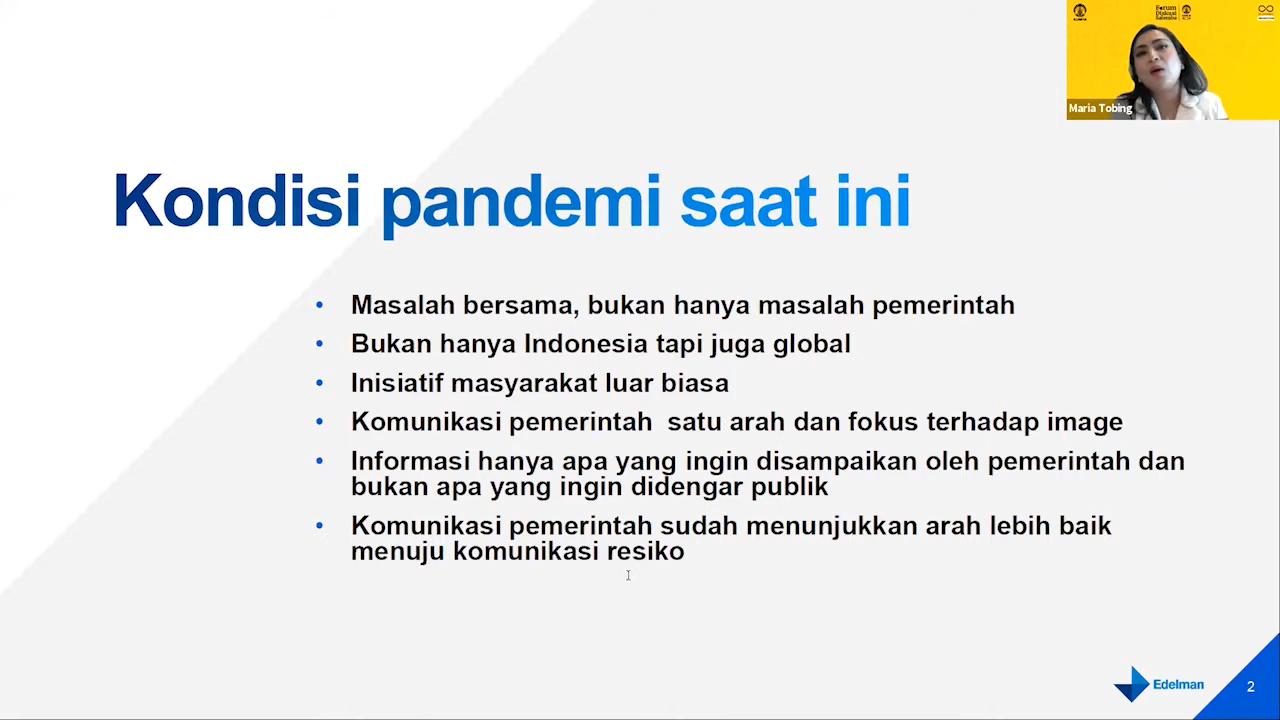 Forum
Diskusi
Salemba
Maria Tobing
Kondisi pandemi saat ini
• Masalah bersama, bukan hanya masalah pemerintah
• Bukan hanya Indonesia tapi juga global
• Inisiatif masyarakat luar biasa
• Komunikasi pemerintah  satu arah dan fokus terhadap image
• Informasi hanya apa yang ingin disampaikan oleh pemerintah dan
bukan apa yang ingin didengar publik
• Komunikasi pemerintah sudah menunjukkan arah lebih baik
menuju komunikasi resiko
Edelman
2